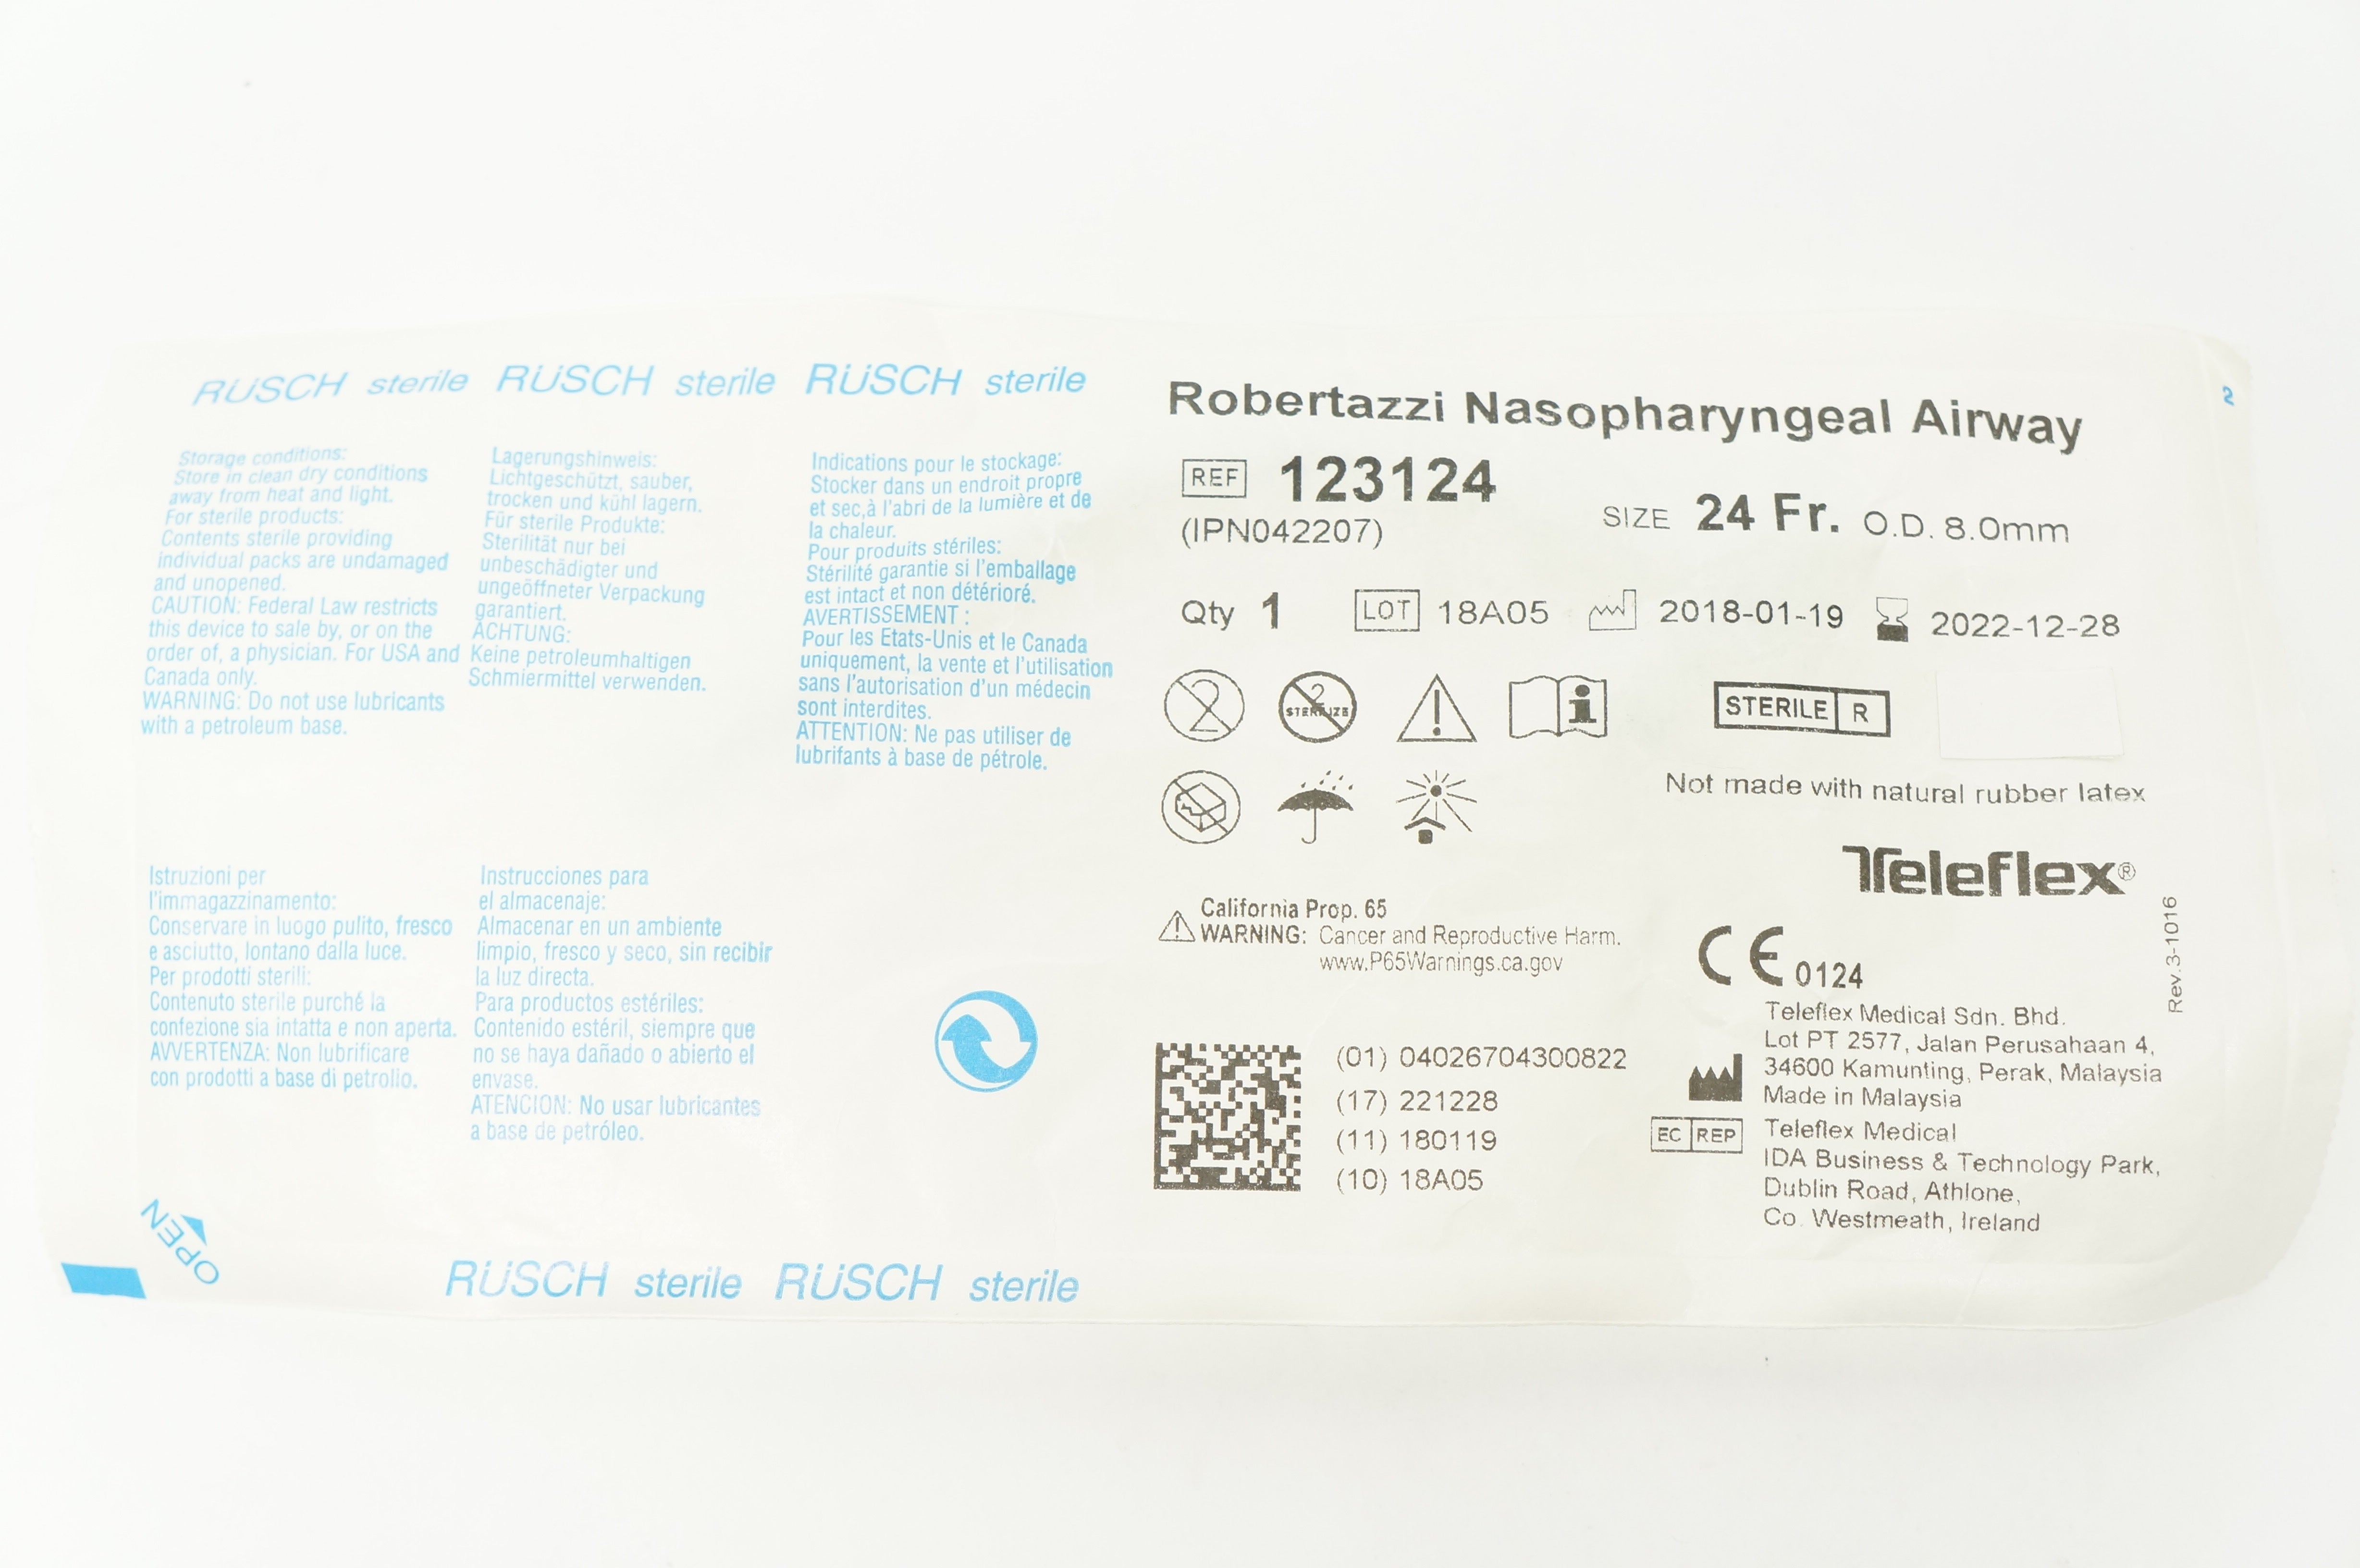 RÜSCH sterile RÜSCH sterile RÜSCH sterile
Storage conditions:
Store in clean dry conditions
away from heat and light.
For sterile products:
Contents sterile providing
individual packs are undamaged
and unopened.
CAUTION: Federal Law restricts
this device to sale by, or on the
order of, a physician. For USA and
Canada only.
WARNING: Do not use lubricants
with a petroleum base.
Lagerungshinweis:
Lichtgeschützt, sauber,
trocken und kühl lagern.
Für sterile Produkte:
Sterilität nur bei
unbeschädigter und
ungeöffneter Verpackung
garantiert.
ACHTUNG:
Keine petroleumhaltigen
Schmiermittel verwenden.
Indications pour le stockage:
Stocker dans un endroit propre
et sec,à l'abri de la lumière et de
la chaleur.
Pour produits stériles:
Stérilité garantie si l'emballage
est intact et non détérioré.
AVERTISSEMENT :
Pour les Etats-Unis et le Canada
uniquement, la vente et l'utilisation
sans l'autorisation d'un médecin
sont interdites.
ATTENTION: Ne pas utiliser de
lubrifants à base de pétrole.
Istruzioni per
l'immagazzinamento:
Conservare in luogo pulito, fresco
e asciutto, lontano dalla luce.
Per prodotti sterili:
Contenuto sterile purché la
confezione sia intatta e non aperta.
AVVERTENZA: Non lubrificare
con prodotti a base di petrolio.
Instrucciones para
el almacenaje:
Almacenar en un ambiente
limpio, fresco y seco, sin recibir
la luz directa.
Para productos estériles:
Contenido estéril, siempre que
no se haya dañado o abierto el
envase.
ATENCION: No usar lubricantes
a base de petróleo.
OPEN
RÜSCH sterile RÜSCH sterile
Robertazzi Nasopharyngeal Airway
REF 123124
(IPN042207)
SIZE 24 Fr. O.D. 8.0mm
Qty 1 LOT 18A05 2018-01-19 2022-12-28
2
2
STERILIZE
STERILE R
Not made with natural rubber latex
Teleflex®
California Prop. 65
WARNING: Cancer and Reproductive Harm.
www.P65Warnings.ca.gov
CE 0124
Rev.3-1016
(01) 04026704300822
(17) 221228
(11) 180119
(10) 18A05
Teleflex Medical Sdn. Bhd.
Lot PT 2577, Jalan Perusahaan 4,
34600 Kamunting, Perak, Malaysia
Made in Malaysia
EC REP
Teleflex Medical
IDA Business & Technology Park,
Dublin Road, Athlone,
Co. Westmeath, Ireland